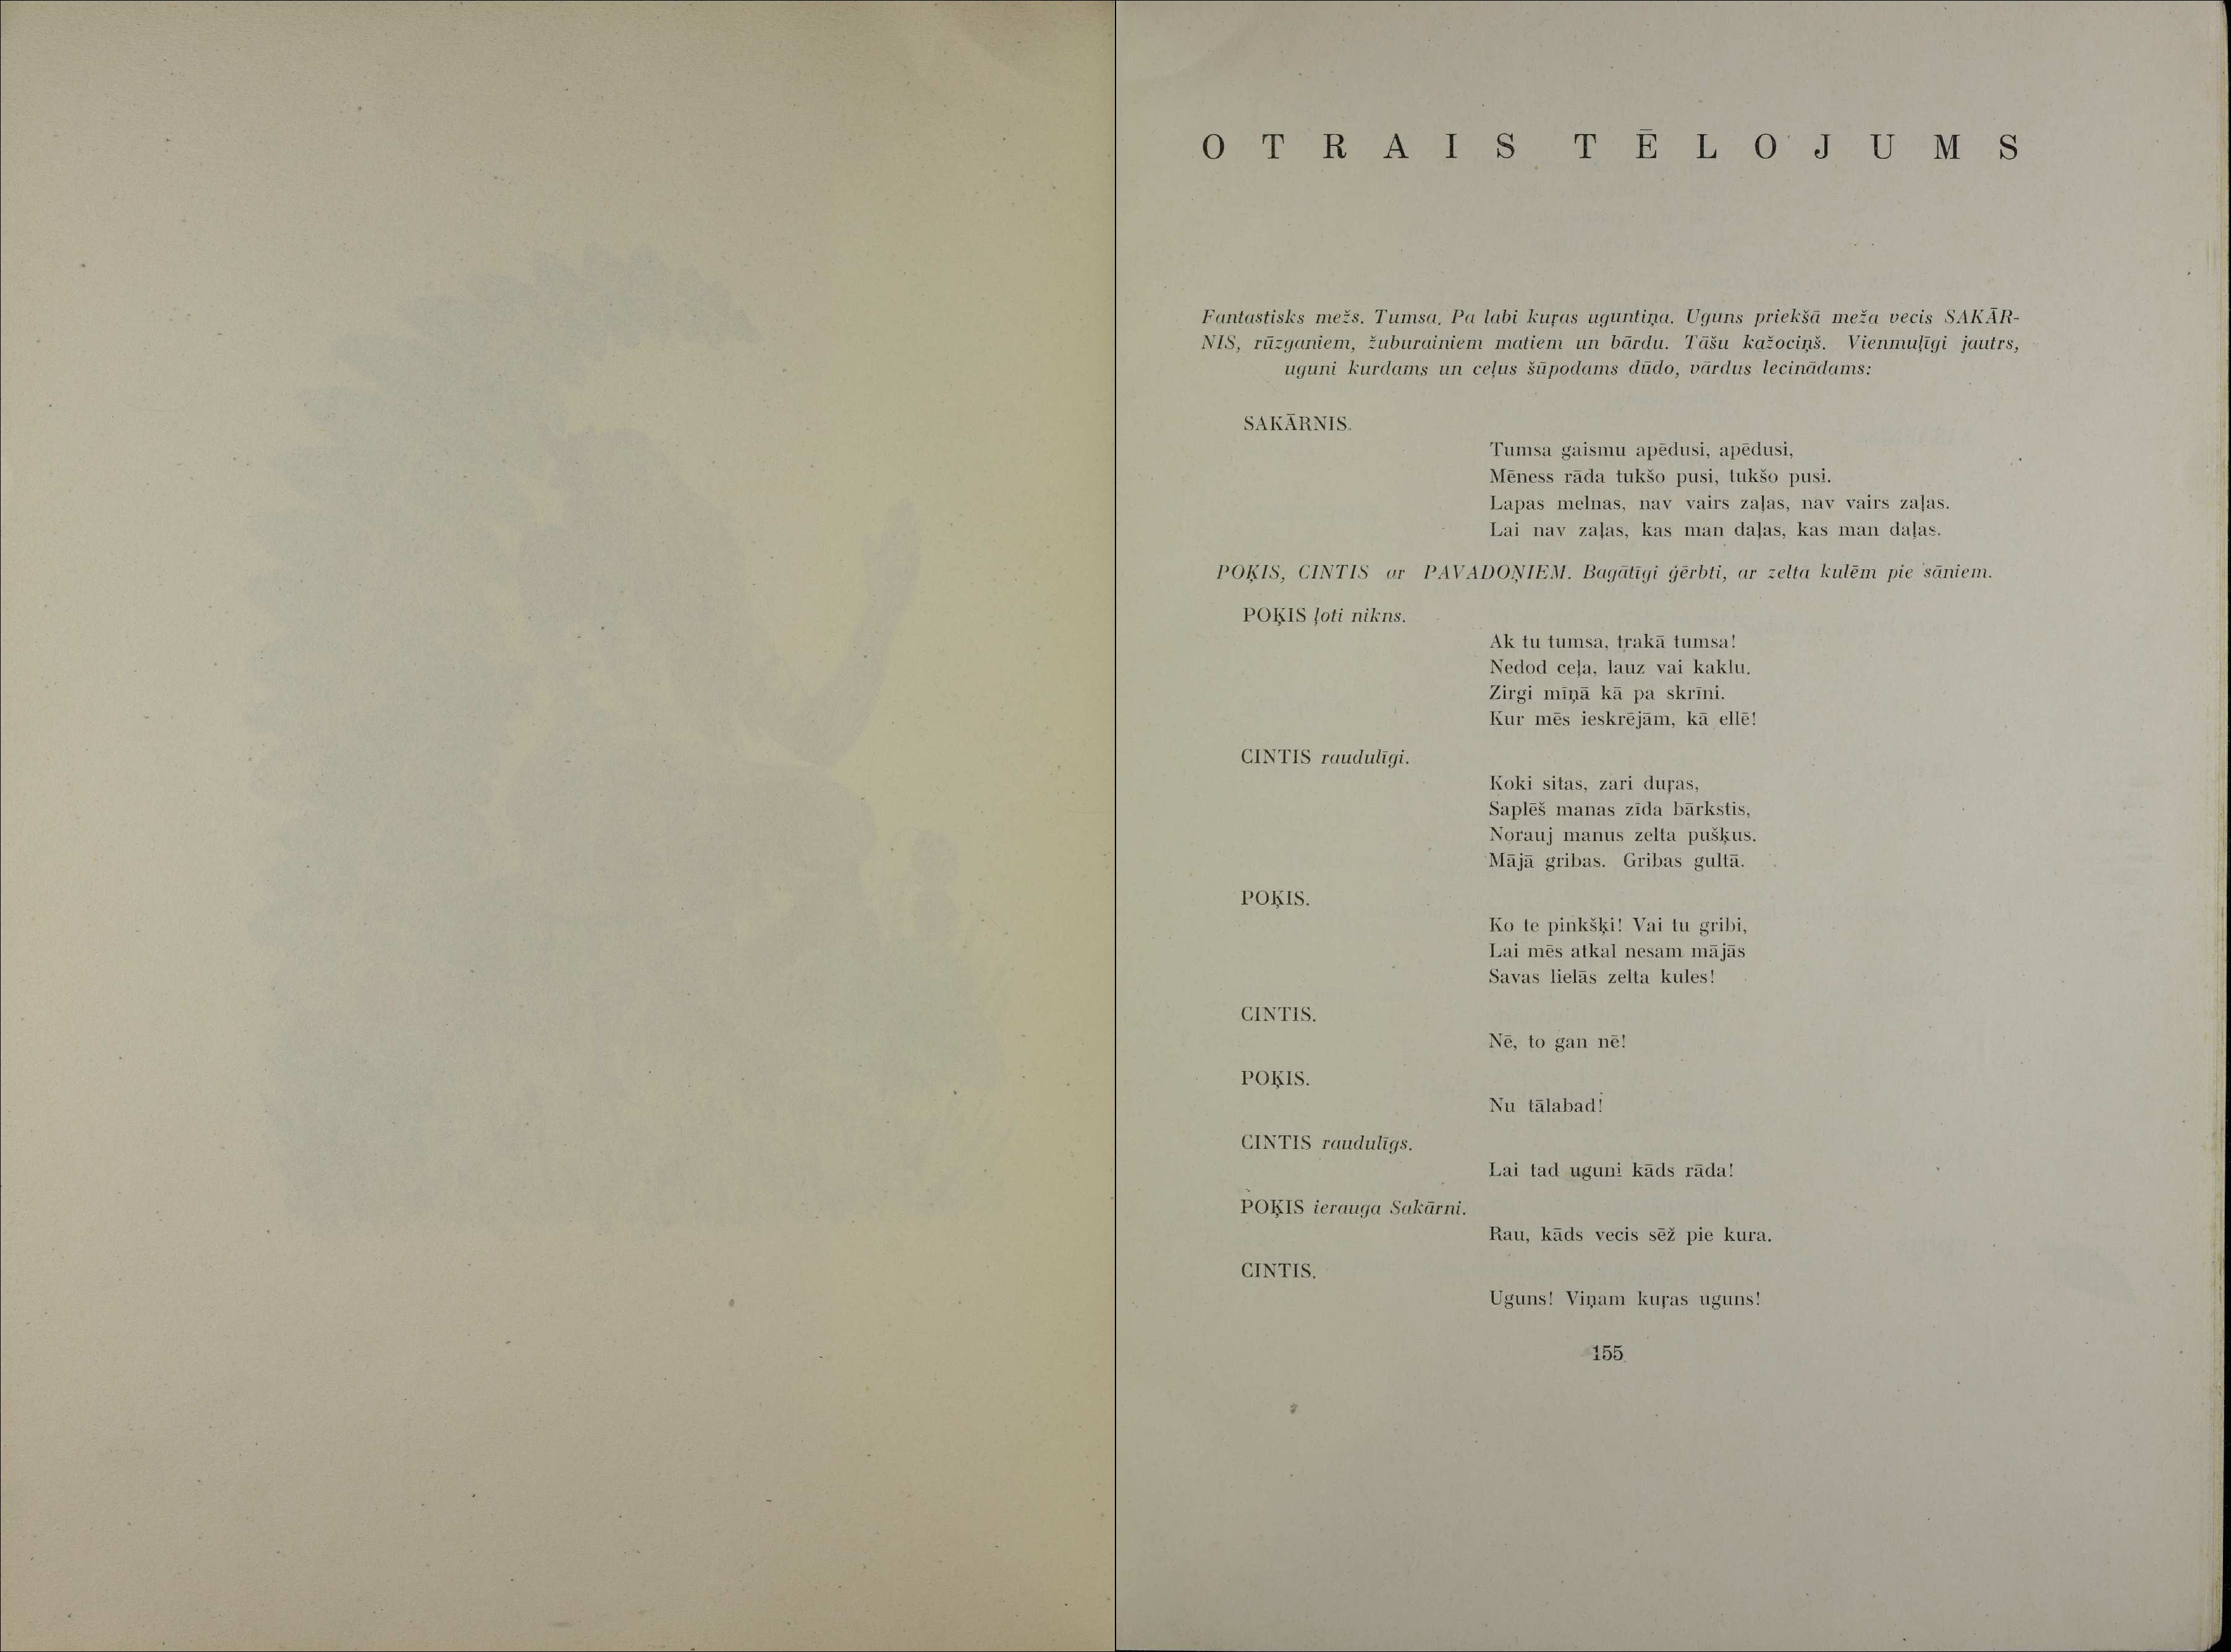 OTRAIS TĒLOJUMS
Fantastisks mežs. Tumsa. Pa labi kuŗas uguntiņa. Uguns priekšā meža vecis SAKĀR-
NIS, rūzganiem, žuburainiem matiem un bārdu. Tāšu kažociņš. Vienmuļīgi jautrs,
uguni kurdams un ceļus šūpodams dūdo, vārdus lecinādams:
SAKĀRNIS.
Tumsa gaismu apēdusi, apēdusi,
Mēness rāda tukšo pusi, tukšo pusi.
Lapas melnas, nav vairs zaļas, nav vairs zaļas.
Lai nav zaļas, kas man daļas, kas man daļas.
POĶIS, CINTIS ar PAVADOŅIEM. Bagātīgi ģērbti, ar zelta kulēm pie sāniem.
POĶIS ļoti nikns.
Ak tu tumsa, trakā tumsa!
Nedod ceļa, lauz vai kaklu.
Zirgi mīņā kā pa skrīni.
Kur mēs ieskrējām, kā ellē!
CINTIS raudulīgi.
Koki sitas, zari duŗas,
Saplēš manas zīda bārkstis,
Norauj manus zelta pušķus.
Mājā gribas. Gribas gultā.
POĶIS.
Ko te pinkšķi! Vai tu gribi,
Lai mēs atkal nesam mājās
Savas lielās zelta kules!
CINTIS.
Nē, to gan nē!
POĶIS.
Nu tālabad!
CINTIS raudulīgs.
Lai tad uguni kāds rāda!
POĶIS ierauga Sakārni.
Rau, kāds vecis sēž pie kura.
CINTIS.
Uguns! Viņam kuŗas uguns!
155